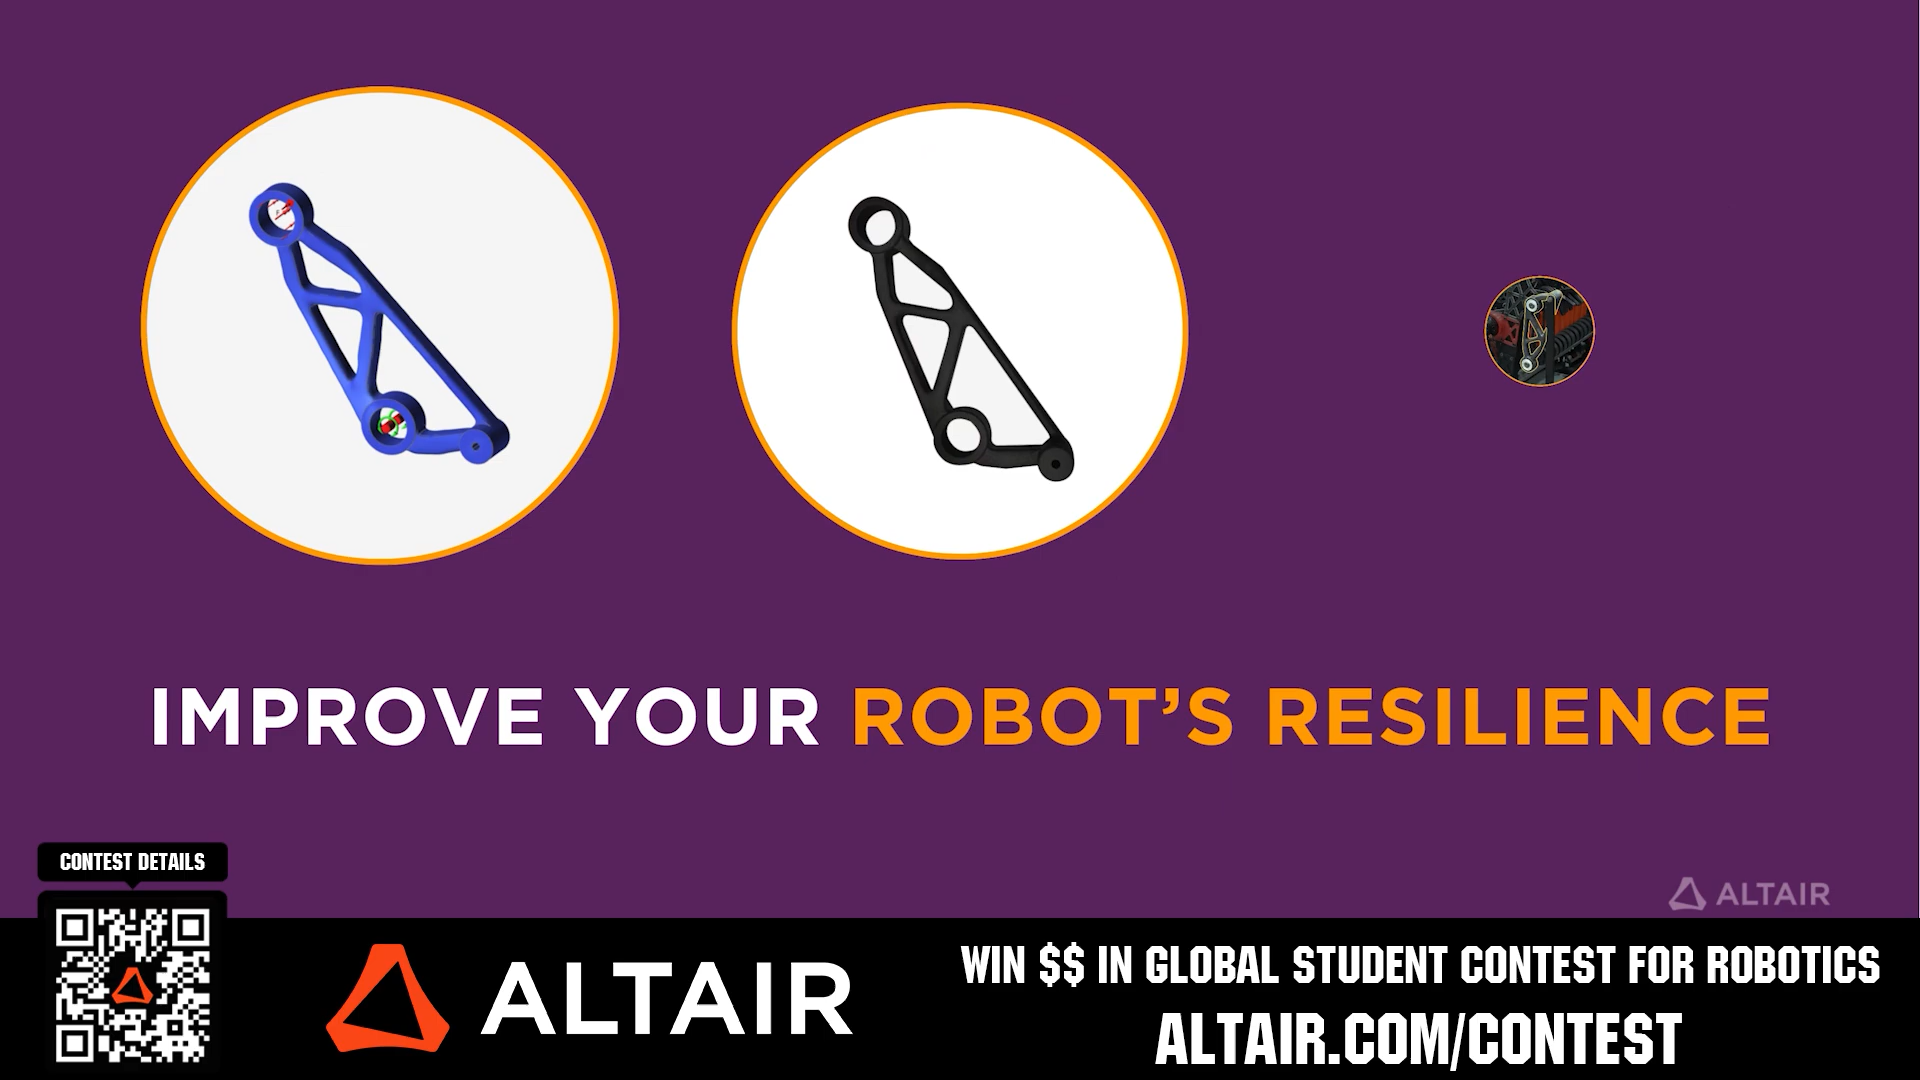 IMPROVE YOUR ROBOT'S RESILIENCE
CONTEST DETAILS
ALTAIR
ALTAIR
WIN $$ IN GLOBAL STUDENT CONTEST FOR ROBOTICS
ALTAIR.COM/CONTEST